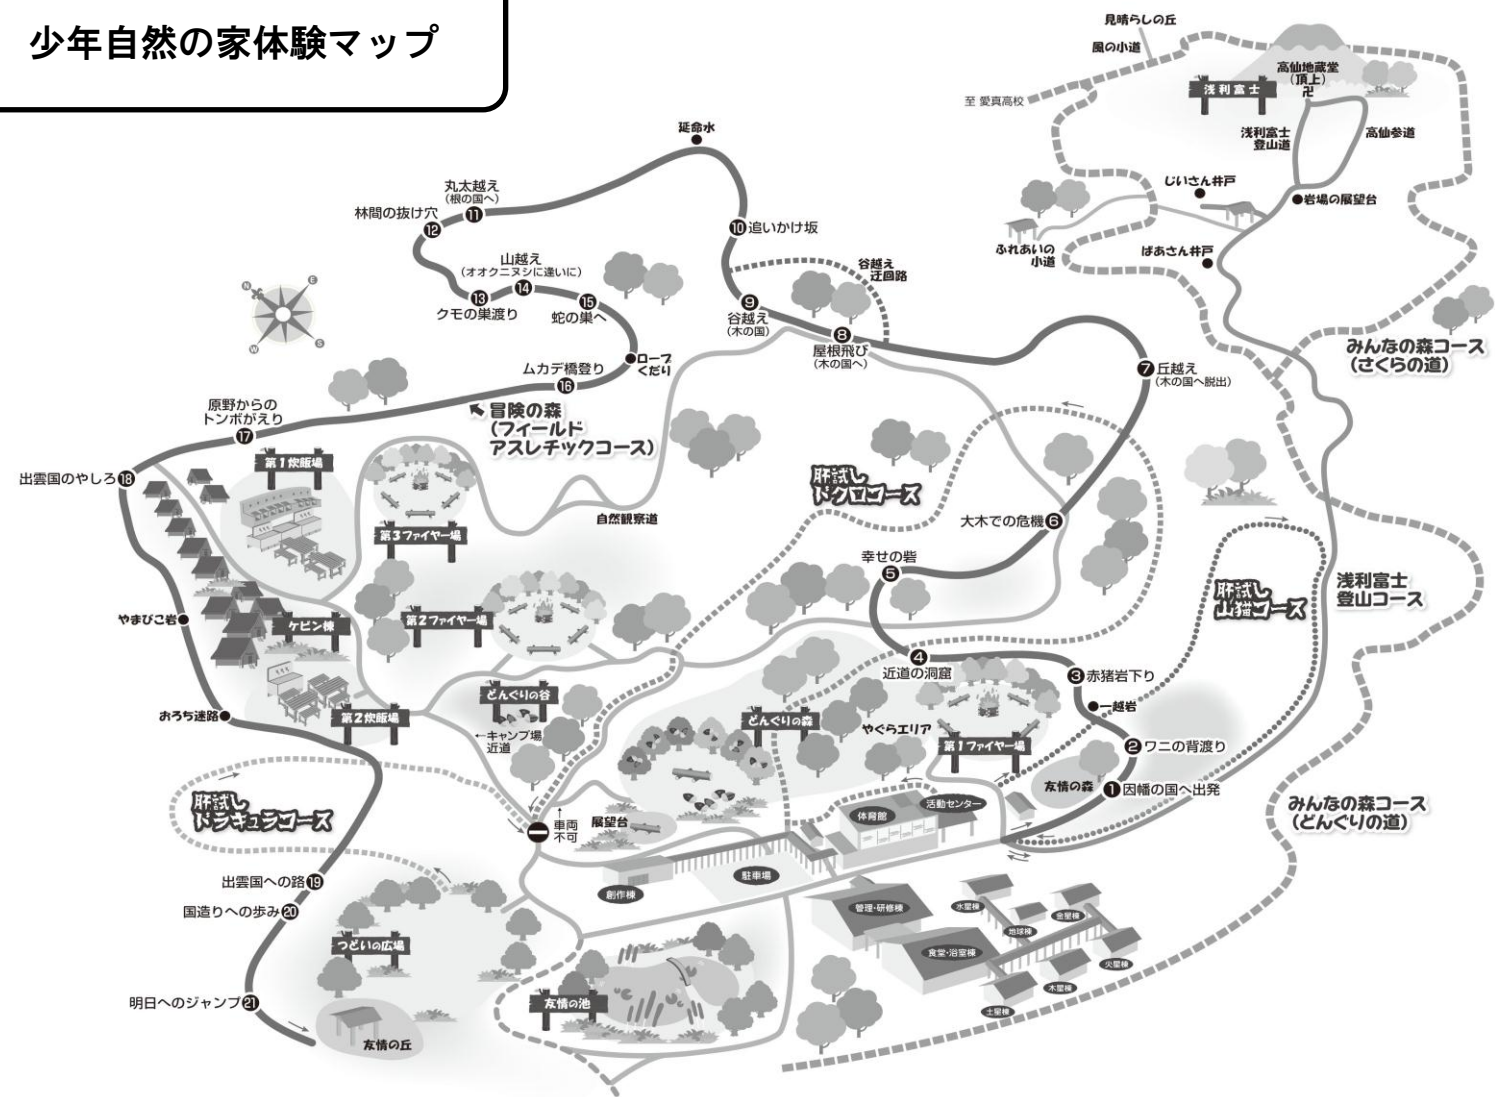 少年自然の家体験マップ
見晴らしの丘
風の小道
至 愛真高校
高仙地蔵堂
(頂上)
卍
浅利富士
浅利富士
登山道
高仙参道
じいさん井戸
岩場の展望台
ふれあいの
小道
ばあさん井戸
みんなの森コース
(さくらの道)
延命水
丸太越え
(根の国へ)
⑪
林間の抜け穴
⑫
⑩追いかけ坂
山越え
(オオクニヌシに逢いに)
⑭
⑬
クモの巣渡り
⑮
蛇の巣へ
谷越え
迂回路
⑨
谷越え
(木の国)
⑧
屋根飛び
(木の国へ)
N
E
W
S
ロープ
くだり
ムカデ橋登り
⑯
⑦丘越え
(木の国へ脱出)
冒険の森
(フィールド
アスレチックコース)
原野からの
トンボがえり
⑰
出雲国のやしろ⑱
第1炊飯場
第3ファイヤー場
自然観察道
肝試し
ドクロコース
大木での危機⑥
幸せの砦
⑤
肝試し
山猫コース
浅利富士
登山コース
やまびこ岩
ケビン棟
第2ファイヤー場
④
近道の洞窟
③赤猪岩下り
一越岩
おろち迷路
第2炊飯場
どんぐりの谷
←キャンプ場
近道
どんぐりの森
やぐらエリア
第1ファイヤー場
②ワニの背渡り
友情の森
①因幡の国へ出発
肝試し
ドラキュラコース
↑車両
不可
展望台
体育館
活動センター
みんなの森コース
(どんぐりの道)
創作棟
駐車場
出雲国への路⑲
国造りへの歩み⑳
管理・研修棟
水星棟
金星棟
地球棟
つどいの広場
食堂・浴室棟
火星棟
木星棟
土星棟
明日へのジャンプ㉑
友情の池
友情の丘